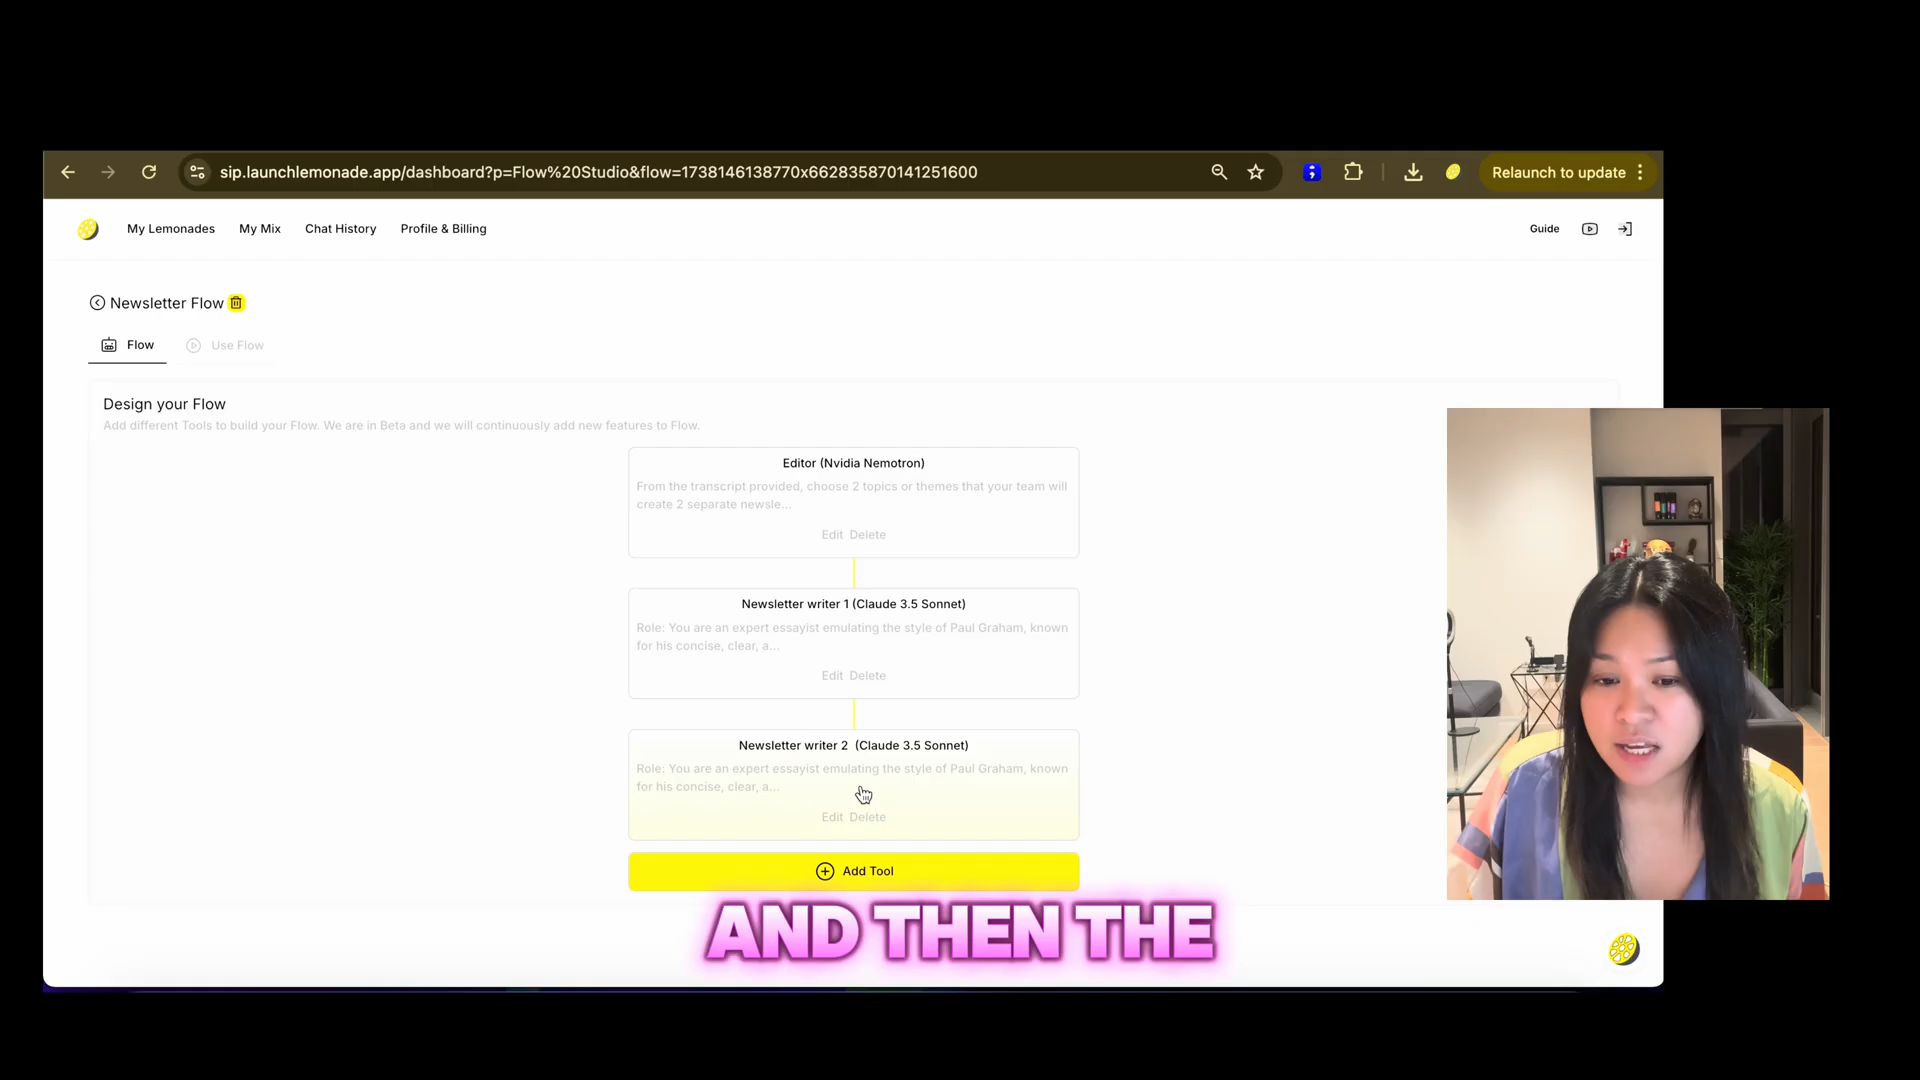 sip.launchlemonade.app/dashboard?p=Flow%20Studio&flow=1738146138770x662835870141251600
Relaunch to update
My Lemonades
My Mix
Chat History
Profile & Billing
Guide
Newsletter Flow
Flow
Use Flow
Design your Flow
Add different Tools to build your Flow. We are in Beta and we will continuously add new features to Flow.
Editor (Nvidia Nemotron)
From the transcript provided, choose 2 topics or themes that your team will
create 2 separate newsle...
Edit Delete
Newsletter writer 1 (Claude 3.5 Sonnet)
Role: You are an expert essayist emulating the style of Paul Graham, known
for his concise, clear, a...
Edit Delete
Newsletter writer 2 (Claude 3.5 Sonnet)
Role: You are an expert essayist emulating the style of Paul Graham, known
for his concise, clear, a...
Edit Delete
Add Tool
AND THEN THE